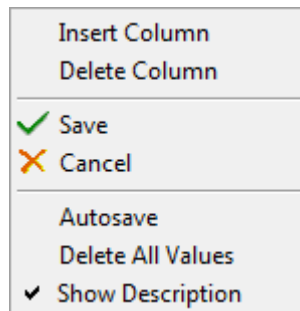 Insert Column
Delete Column
Save
Cancel
Autosave
Delete All Values
Show Description